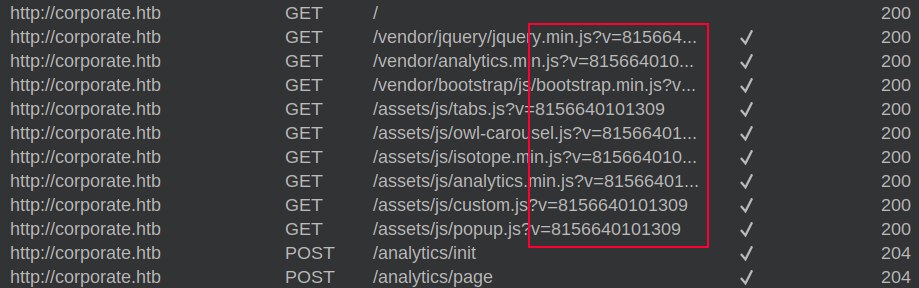 http://corporate.htb GET / 200
http://corporate.htb GET /vendor/jquery/jquery.min.js?v=815664... ✓ 200
http://corporate.htb GET /vendor/analytics.min.js?v=815664010... ✓ 200
http://corporate.htb GET /vendor/bootstrap/js/bootstrap.min.js?v... ✓ 200
http://corporate.htb GET /assets/js/tabs.js?v=8156640101309 ✓ 200
http://corporate.htb GET /assets/js/owl-carousel.js?v=81566401... ✓ 200
http://corporate.htb GET /assets/js/isotope.min.js?v=815664010... ✓ 200
http://corporate.htb GET /assets/js/analytics.min.js?v=81566401... ✓ 200
http://corporate.htb GET /assets/js/custom.js?v=8156640101309 ✓ 200
http://corporate.htb GET /assets/js/popup.js?v=8156640101309 ✓ 200
http://corporate.htb POST /analytics/init ✓ 204
http://corporate.htb POST /analytics/page ✓ 204